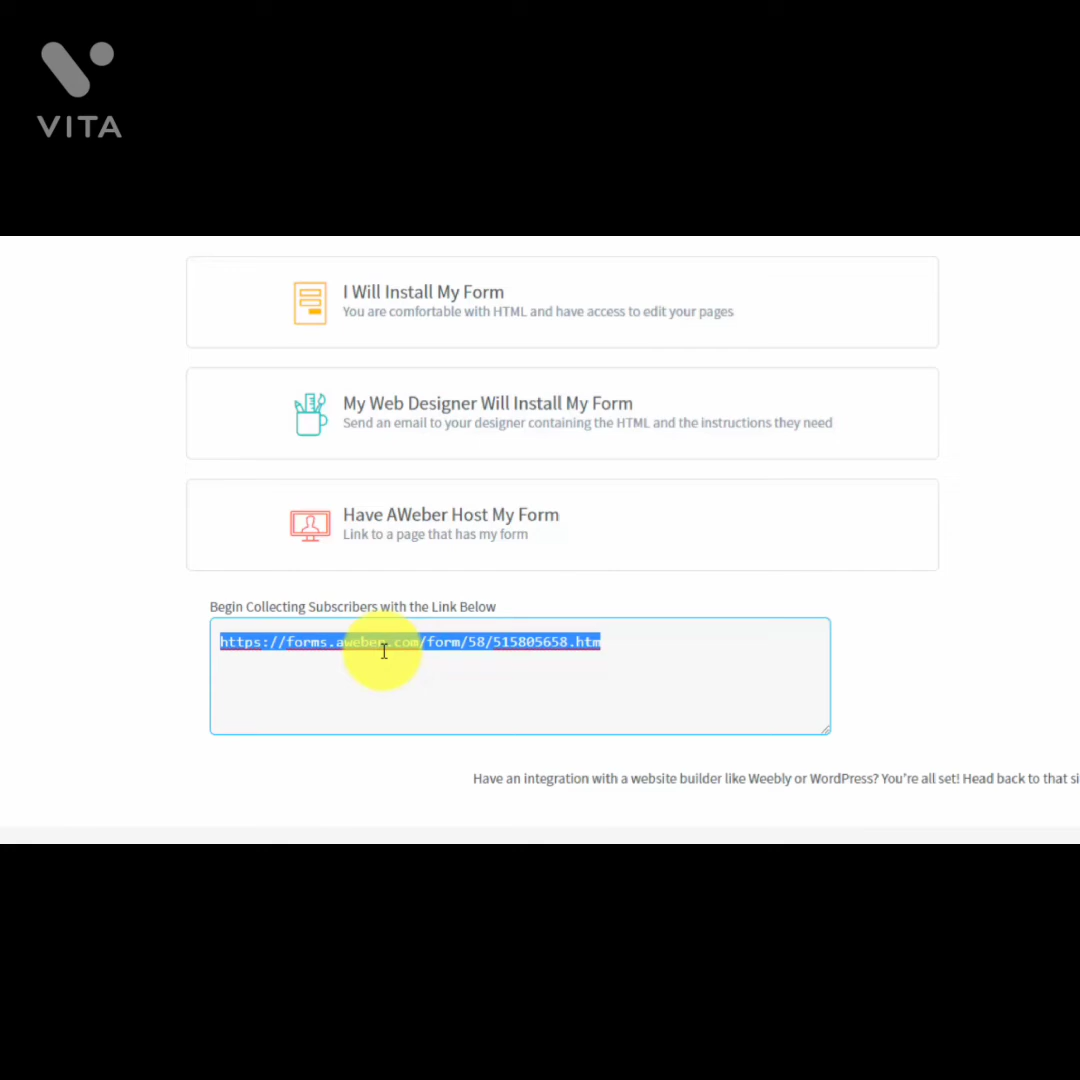 VITA
I Will Install My Form
You are comfortable with HTML and have access to edit your pages
My Web Designer Will Install My Form
Send an email to your designer containing the HTML and the instructions they need
Have AWeber Host My Form
Link to a page that has my form
Begin Collecting Subscribers with the Link Below
https://forms.aweber.com/form/58/515805658.htm
Have an integration with a website builder like Weebly or WordPress? You're all set! Head back to that si